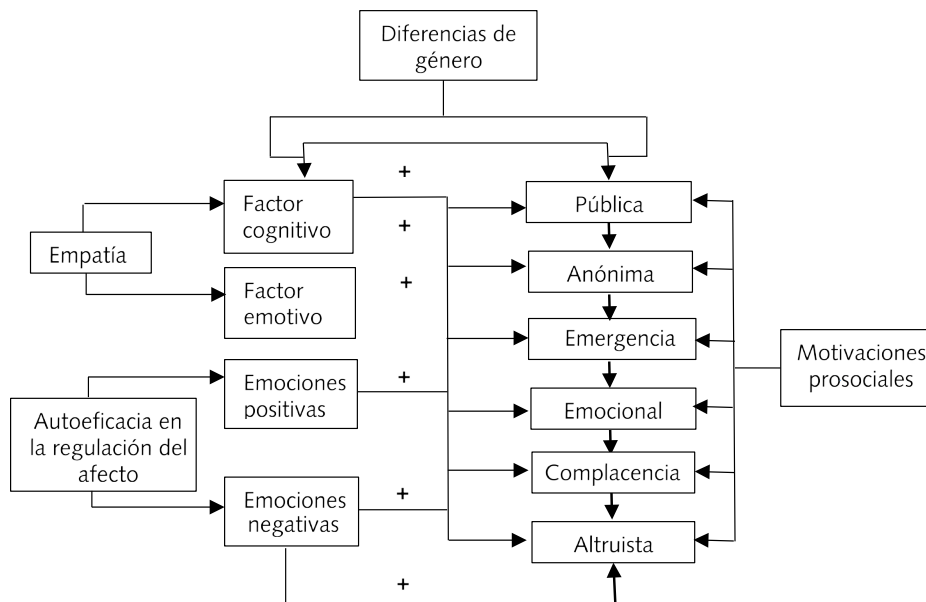 Diferencias de
género
+
Factor
cognitivo
Pública
+
Empatía
Anónima
+
Factor
emotivo
Emergencia
Motivaciones
prosociales
Emociones
positivas
+
Emocional
Autoeficacia en
la regulación del
afecto
Complacencia
Emociones
negativas
+
Altruista
+